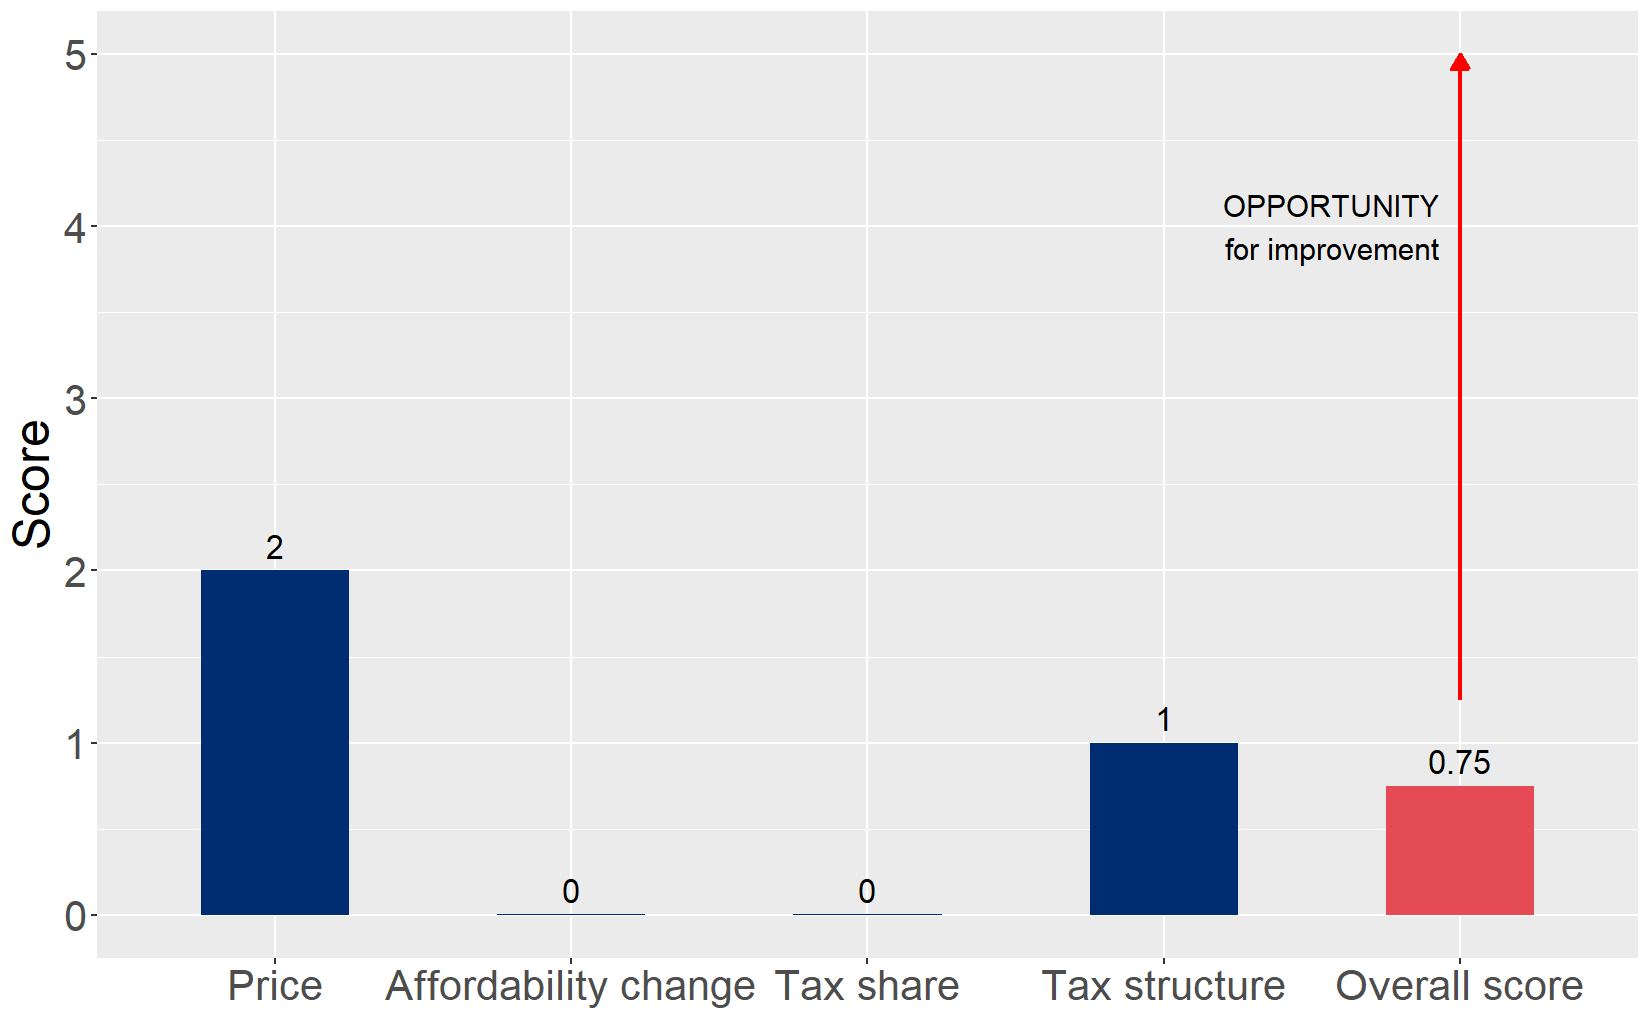 Score
5
4
3
2
1
0
OPPORTUNITY
for improvement
2
0
0
1
0.75
Price
Affordability change
Tax share
Tax structure
Overall score